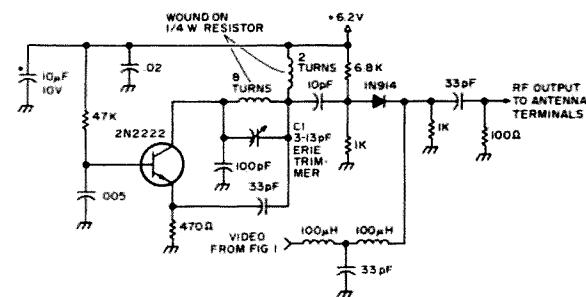 WOUND ON
1/4 W RESISTOR
+6.2V
2
TURNS
6.8K
8
TURNS
10pF
IN914
33pF
RF OUTPUT
TO ANTENNA
TERMINALS
+
10µF
10V
.02
47K
2N2222
C1
3-13pF
ERIE
TRIM-
MER
1K
1K
100Ω
100pF
.005
33pF
470Ω
100µH
100µH
VIDEO
FROM FIG 1
33pF